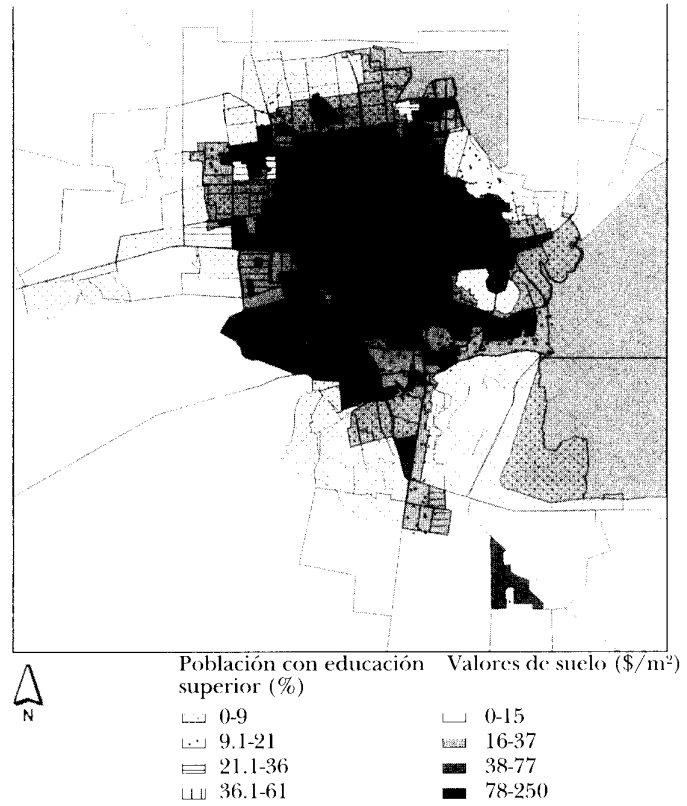 N
Población con educación superior (%)
0-9
9.1-21
21.1-36
36.1-61
Valores de suelo ($/m²)
0-15
16-37
38-77
78-250